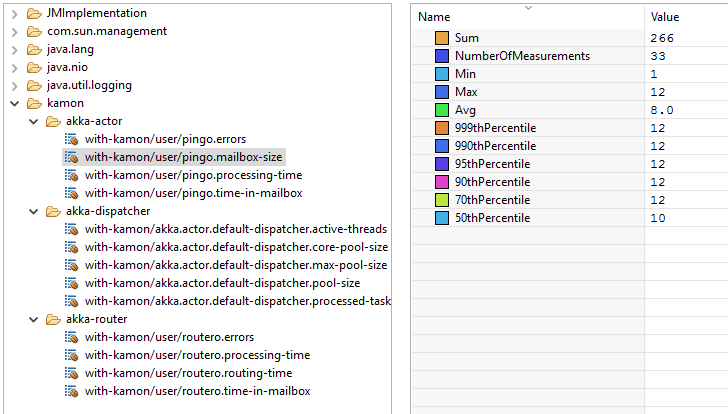 JMImplementation
com.sun.management
java.lang
java.nio
java.util.logging
kamon
akka-actor
with-kamon/user/pingo.errors
with-kamon/user/pingo.mailbox-size
with-kamon/user/pingo.processing-time
with-kamon/user/pingo.time-in-mailbox
akka-dispatcher
with-kamon/akka.actor.default-dispatcher.active-threads
with-kamon/akka.actor.default-dispatcher.core-pool-size
with-kamon/akka.actor.default-dispatcher.max-pool-size
with-kamon/akka.actor.default-dispatcher.pool-size
with-kamon/akka.actor.default-dispatcher.processed-task
akka-router
with-kamon/user/routero.errors
with-kamon/user/routero.processing-time
with-kamon/user/routero.routing-time
with-kamon/user/routero.time-in-mailbox
Name Value
Sum 266
NumberOfMeasurements 33
Min 1
Max 12
Avg 8.0
999thPercentile 12
990thPercentile 12
95thPercentile 12
90thPercentile 12
70thPercentile 12
50thPercentile 10